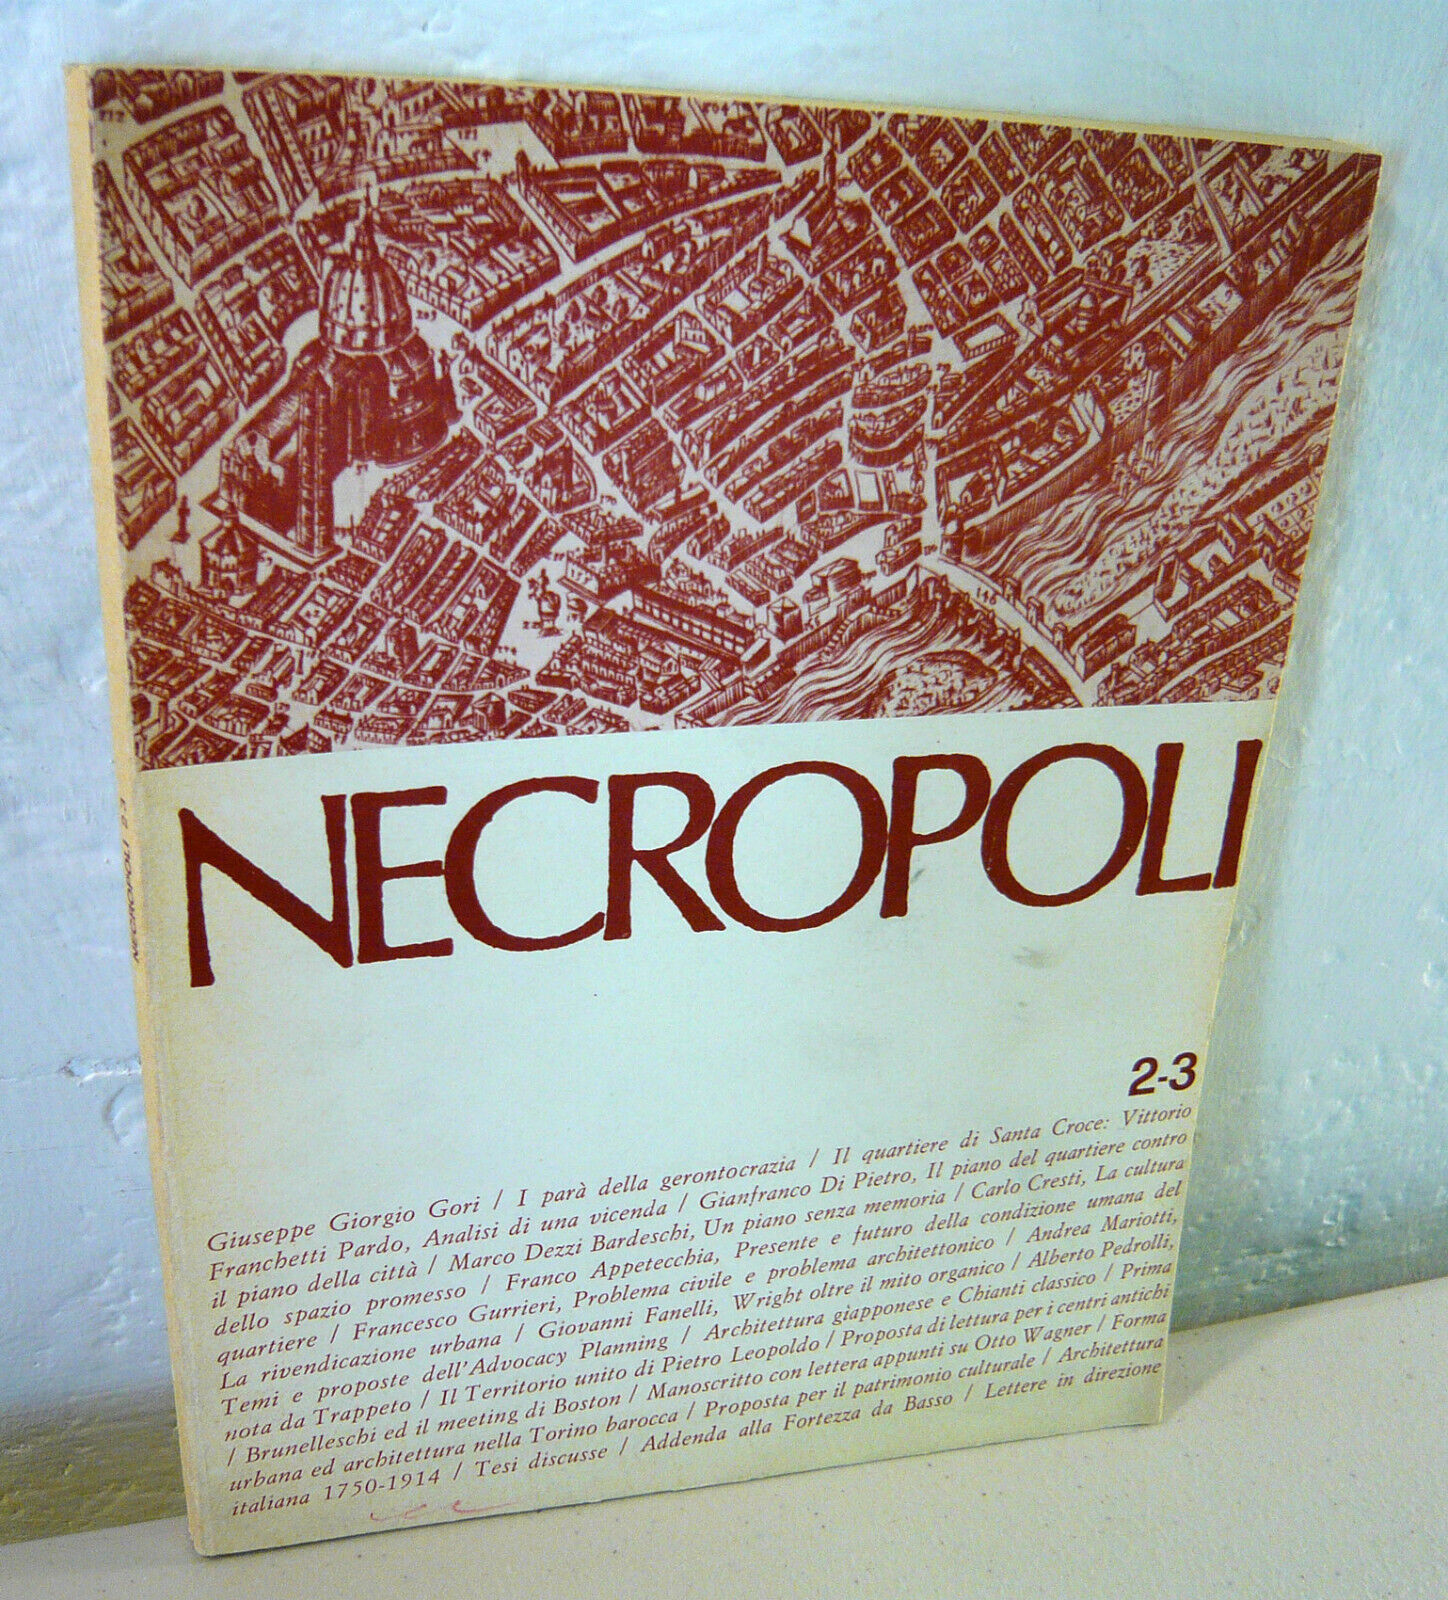 NECROPOLI
2-3
Giuseppe Giorgio Gori / I parà della gerontocrazia / Il quartiere di Santa Croce: Vittorio
Franchetti Pardo, Analisi di una vicenda / Gianfranco Di Pietro, Il piano del quartiere contro
il piano della città / Marco Dezzi Bardeschi, Un piano senza memoria / Carlo Cresti, La cultura
dello spazio promesso / Franco Appetecchia, Presente e futuro della condizione umana del
quartiere / Francesco Gurrieri, Problema civile e problema architettonico / Andrea Mariotti,
La rivendicazione urbana / Giovanni Fanelli, Wright oltre il mito organico / Alberto Pedrolli,
Temi e proposte dell'Advocacy Planning / Architettura giapponese e Chianti classico / Prima
nota da Trappeto / Il Territorio unito di Pietro Leopoldo / Proposta di lettura per i centri antichi
/ Brunelleschi ed il meeting di Boston / Manoscritto con lettera appunti su Otto Wagner / Forma
urbana ed architettura nella Torino barocca / Proposta per il patrimonio culturale / Architettura
italiana 1750-1914 / Tesi discusse / Addenda alla Fortezza da Basso / Lettere in direzione
NECROPOLI 2-3